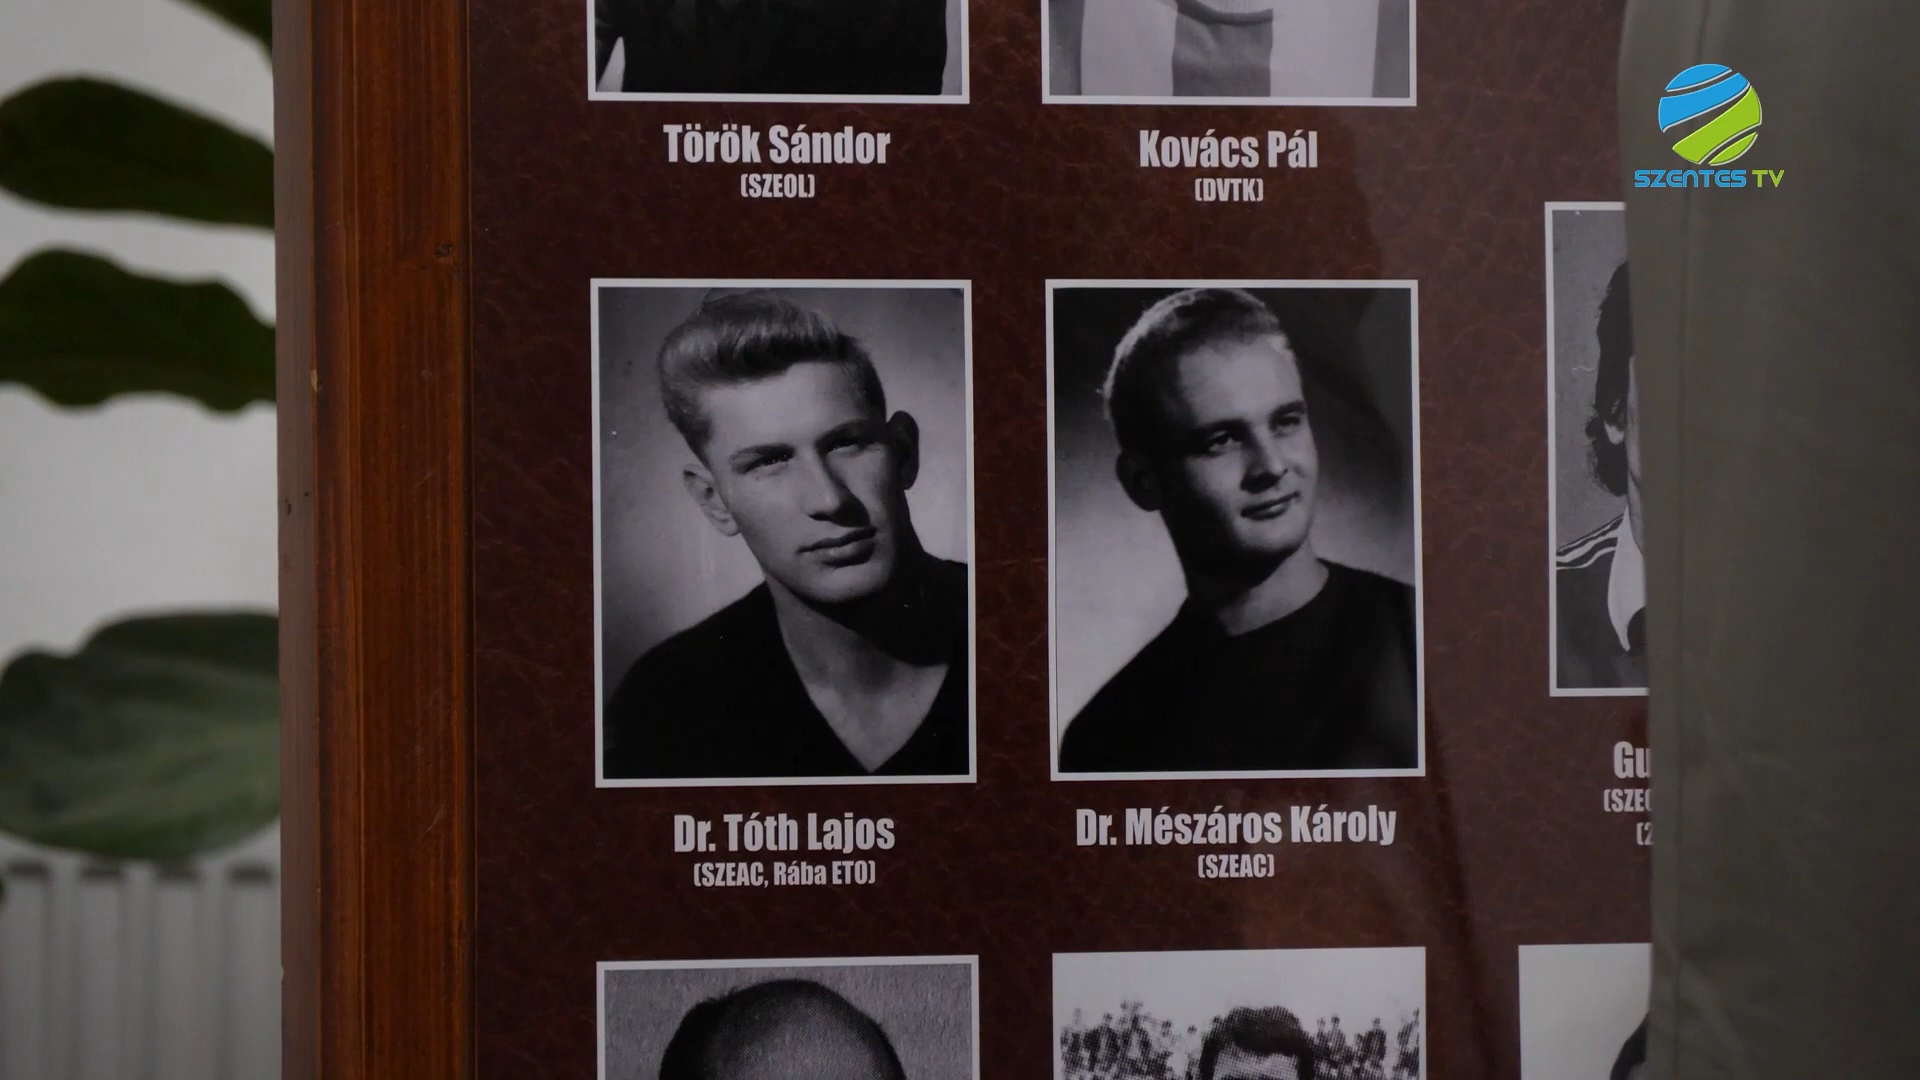 Török Sándor
(SZEOL)
Kovács Pál
(DVTK)
SZENTES TV
Dr. Tóth Lajos
(SZEAC, Rába ETO)
Dr. Mészáros Károly
(SZEAC)